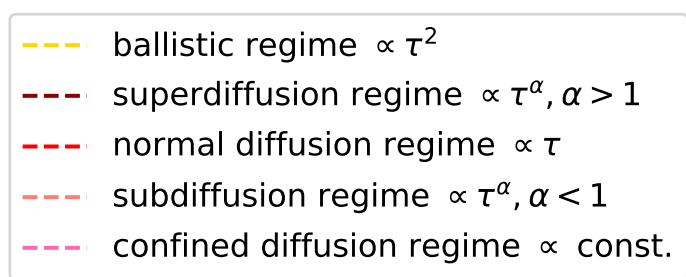 ballistic regime ∝ τ²
superdiffusion regime ∝ τ^α, α > 1
normal diffusion regime ∝ τ
subdiffusion regime ∝ τ^α, α < 1
confined diffusion regime ∝ const.